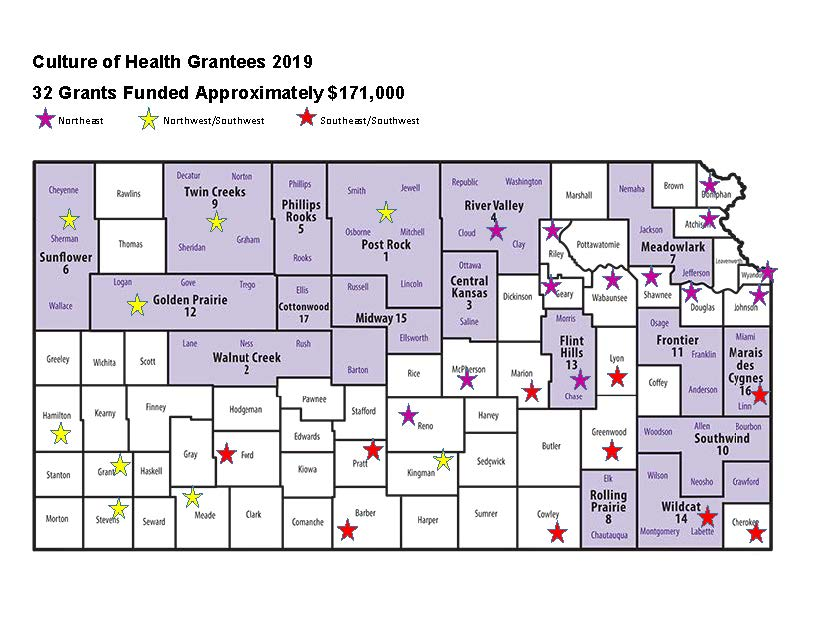 Culture of Health Grantees 2019
32 Grants Funded Approximately $171,000
Northeast
Northwest/Southwest
Southeast/Southwest
Cheyenne
Sherman
Sunflower
6
Wallace
Rawlins
Thomas
Decatur Norton
Twin Creeks
9
Sheridan Graham
Phillips
Phillips
Rooks
5
Rooks
Smith Jewell
Osborne Mitchell
Post Rock
1
Republic Washington
River Valley
4
Cloud Clay
Marshall
Nemaha
Brown
Doniphan
Jackson
Meadowlark
7
Jefferson
Leavenworth
Riley
Pottawatomie
Geary
Wabaunsee
Shawnee
Douglas
Johnson
Logan Gove Trego
Golden Prairie
12
Ellis
Cottonwood
17
Russell Lincoln
Midway 15
Ellsworth
Barton
Ottawa
Central
Kansas
3
Saline
Dickinson
Morris
Flint
Hills
13
Chase
Lyon
Osage
Frontier
11
Franklin
Anderson
Coffey
Miami
Marais
des
Cygnes
16
Linn
Greeley
Wichita
Scott
Lane Ness Rush
Walnut Creek
2
Rice
McPherson
Marion
Hamilton
Kearny
Finney
Hodgeman
Pawnee
Stafford
Edwards
Reno
Harvey
Butler
Greenwood
Woodson Allen Bourbon
Southwind
10
Neosho Crawford
Stanton
Grant
Haskell
Gray
Ford
Kiowa
Pratt
Kingman
Sedgwick
Elk
Rolling
Prairie
8
Chautauqua
Wilson
Wildcat
14
Montgomery Labette
Cherokee
Morton
Stevens
Seward
Meade
Clark
Comanche
Barber
Harper
Sumner
Cowley